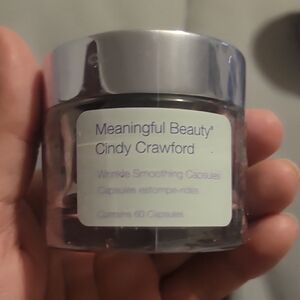 Meaningful Beauty®
Cindy Crawford
Wrinkle Smoothing Capsules
Capsules estompe-rides
Contains 60 Capsules